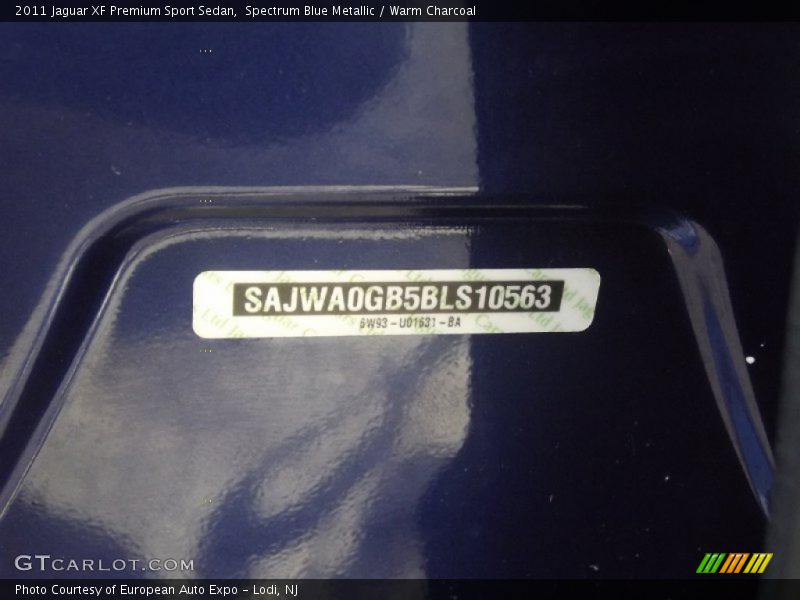 2011 Jaguar XF Premium Sport Sedan,  Spectrum Blue Metallic / Warm Charcoal
SAJWA0GB5BLS10563
6W93-U01631-BA
GTCARLOT.COM
Photo Courtesy of European Auto Expo - Lodi, NJ